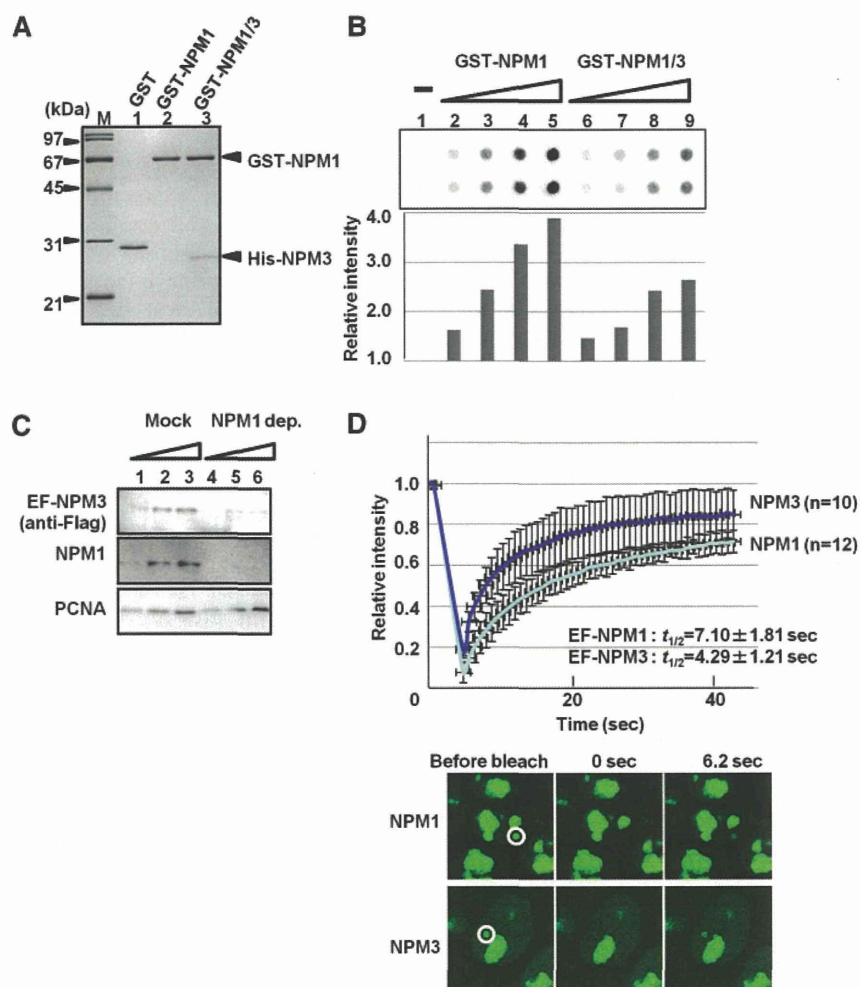 A
GST
GST-NPM1
GST-NPM1/3
(kDa) M 1 2 3
97
67
45
31
21
GST-NPM1
His-NPM3
B
GST-NPM1 GST-NPM1/3
–
1 2 3 4 5 6 7 8 9
Relative intensity
4.0
3.0
2.0
1.0
C
Mock NPM1 dep.
1 2 3 4 5 6
EF-NPM3
(anti-Flag)
NPM1
PCNA
D
Relative intensity
1.0
0.8
0.6
0.4
0.2
0 20 40
Time (sec)
NPM3 (n=10)
NPM1 (n=12)
EF-NPM1 : t1/2=7.10±1.81 sec
EF-NPM3 : t1/2=4.29±1.21 sec
Before bleach 0 sec 6.2 sec
NPM1
NPM3